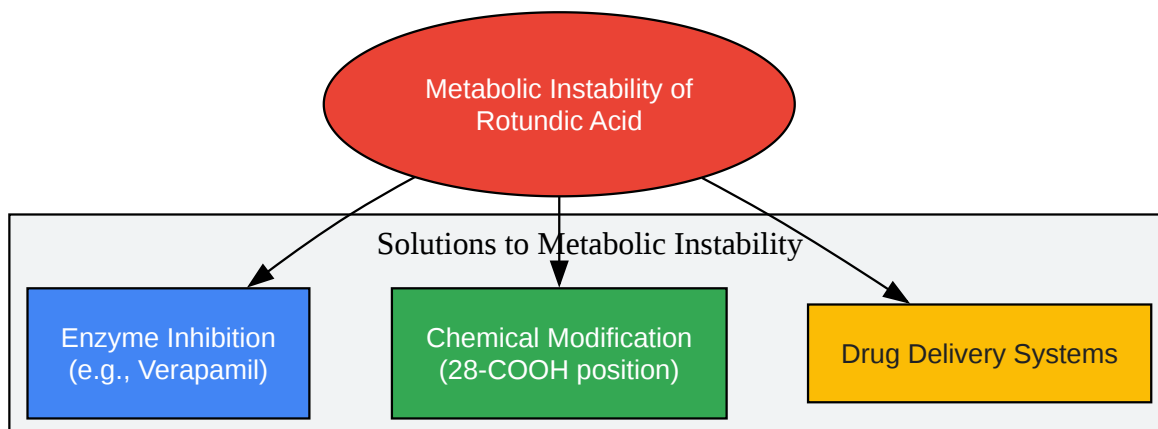 Metabolic Instability of
Rotundic Acid
Solutions to Metabolic Instability
Enzyme Inhibition
(e.g., Verapamil)
Chemical Modification
(28-COOH position)
Drug Delivery Systems